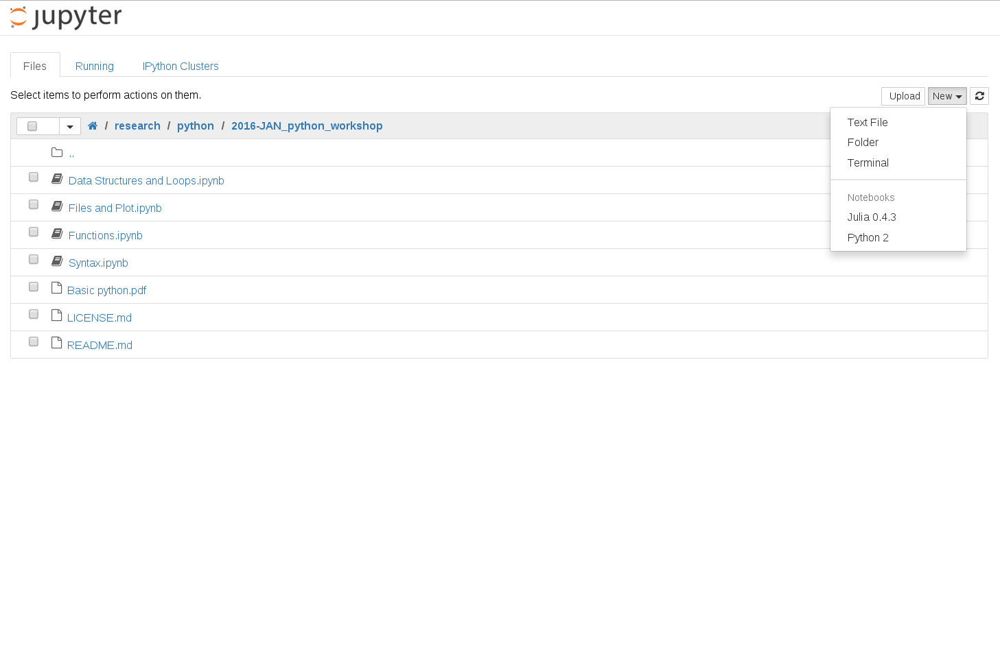 jupyter
Files Running IPython Clusters
Select items to perform actions on them.
Upload New
/ research / python / 2016-JAN_python_workshop
Text File
Folder
Terminal
Notebooks
Julia 0.4.3
Python 2
..
Data Structures and Loops.ipynb
Files and Plot.ipynb
Functions.ipynb
Syntax.ipynb
Basic python.pdf
LICENSE.md
README.md